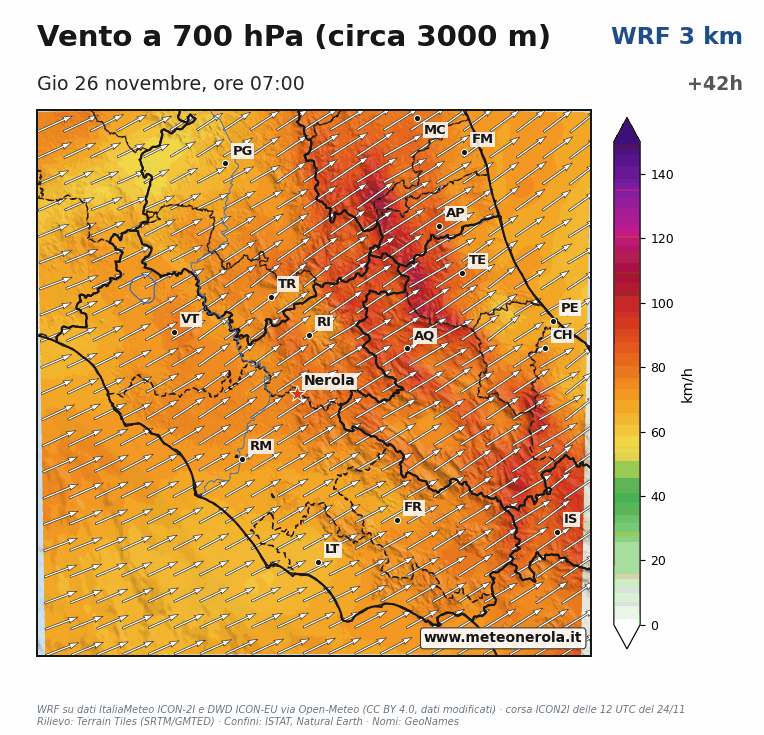 Vento a 700 hPa (circa 3000 m)
WRF 3 km
Gio 26 novembre, ore 07:00
+42h
MC
FM
PG
AP
TE
TR
PE
VT
RI
AQ
CH
Nerola
RM
FR
IS
LT
www.meteonerola.it
140
120
100
80
60
40
20
0
km/h
WRF su dati ItaliaMeteo ICON-2I e DWD ICON-EU via Open-Meteo (CC BY 4.0, dati modificati) · corsa ICON2I delle 12 UTC del 24/11
Rilievo: Terrain Tiles (SRTM/GMTED) · Confini: ISTAT, Natural Earth · Nomi: GeoNames